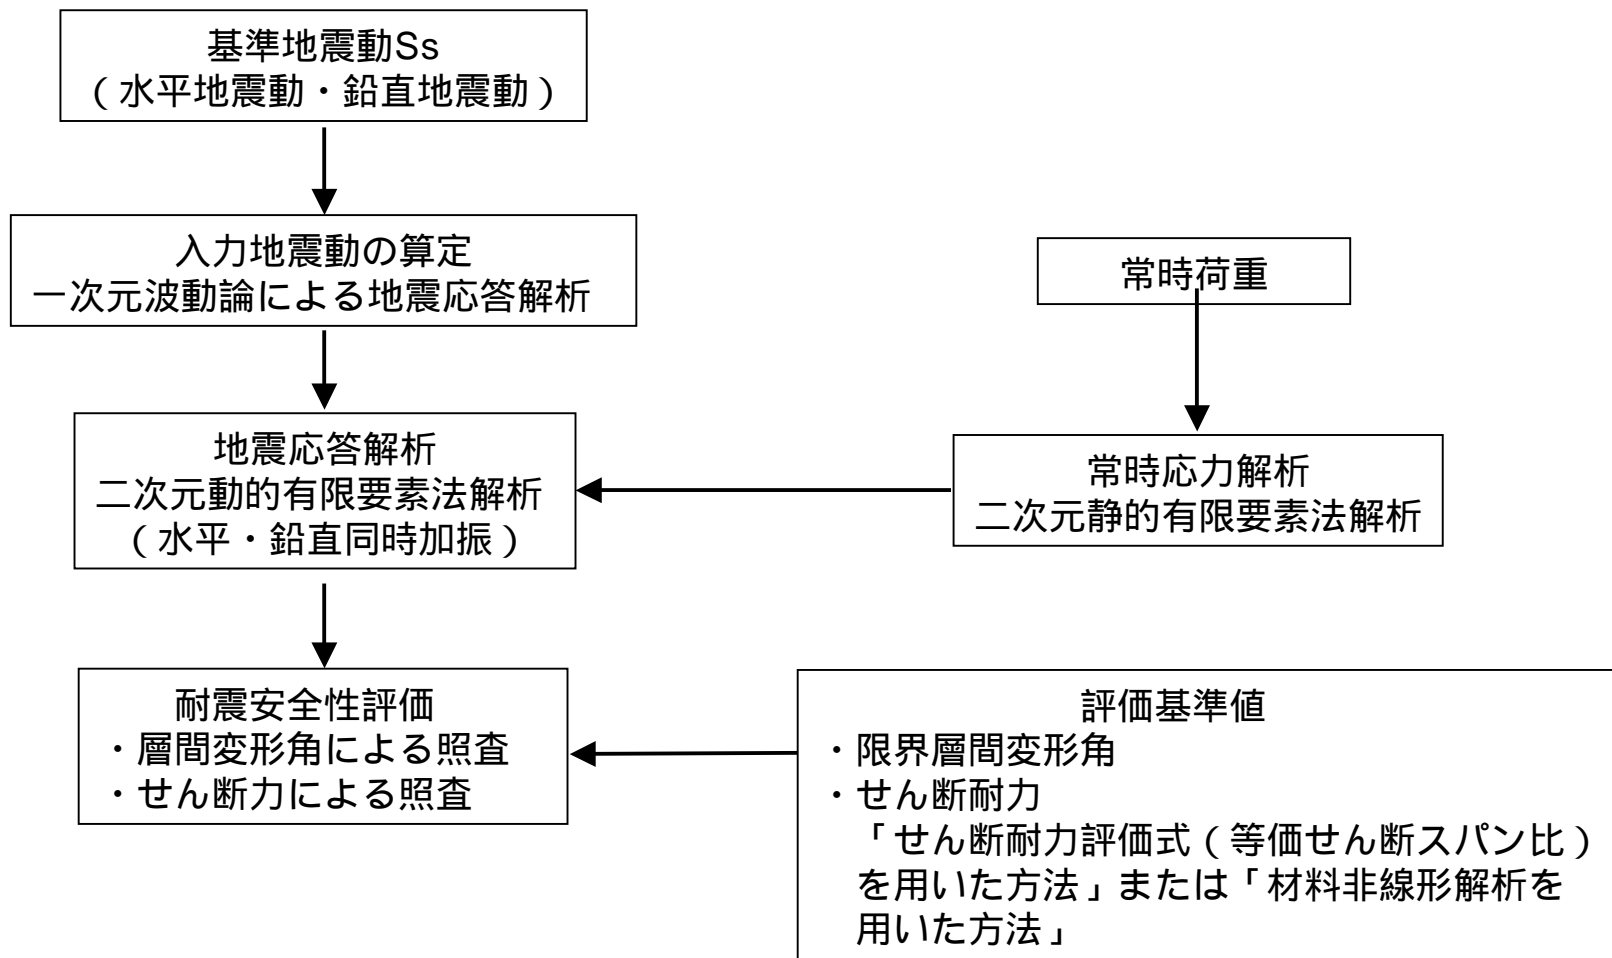 基準地震動Ss
（水平地震動・鉛直地震動）
入力地震動の算定
一次元波動論による地震応答解析
常時荷重
地震応答解析
二次元動的有限要素法解析
（水平・鉛直同時加振）
常時応力解析
二次元静的有限要素法解析
耐震安全性評価
・層間変形角による照査
・せん断力による照査
評価基準値
・限界層間変形角
・せん断耐力
「せん断耐力評価式（等価せん断スパン比）
を用いた方法」または「材料非線形解析を
用いた方法」